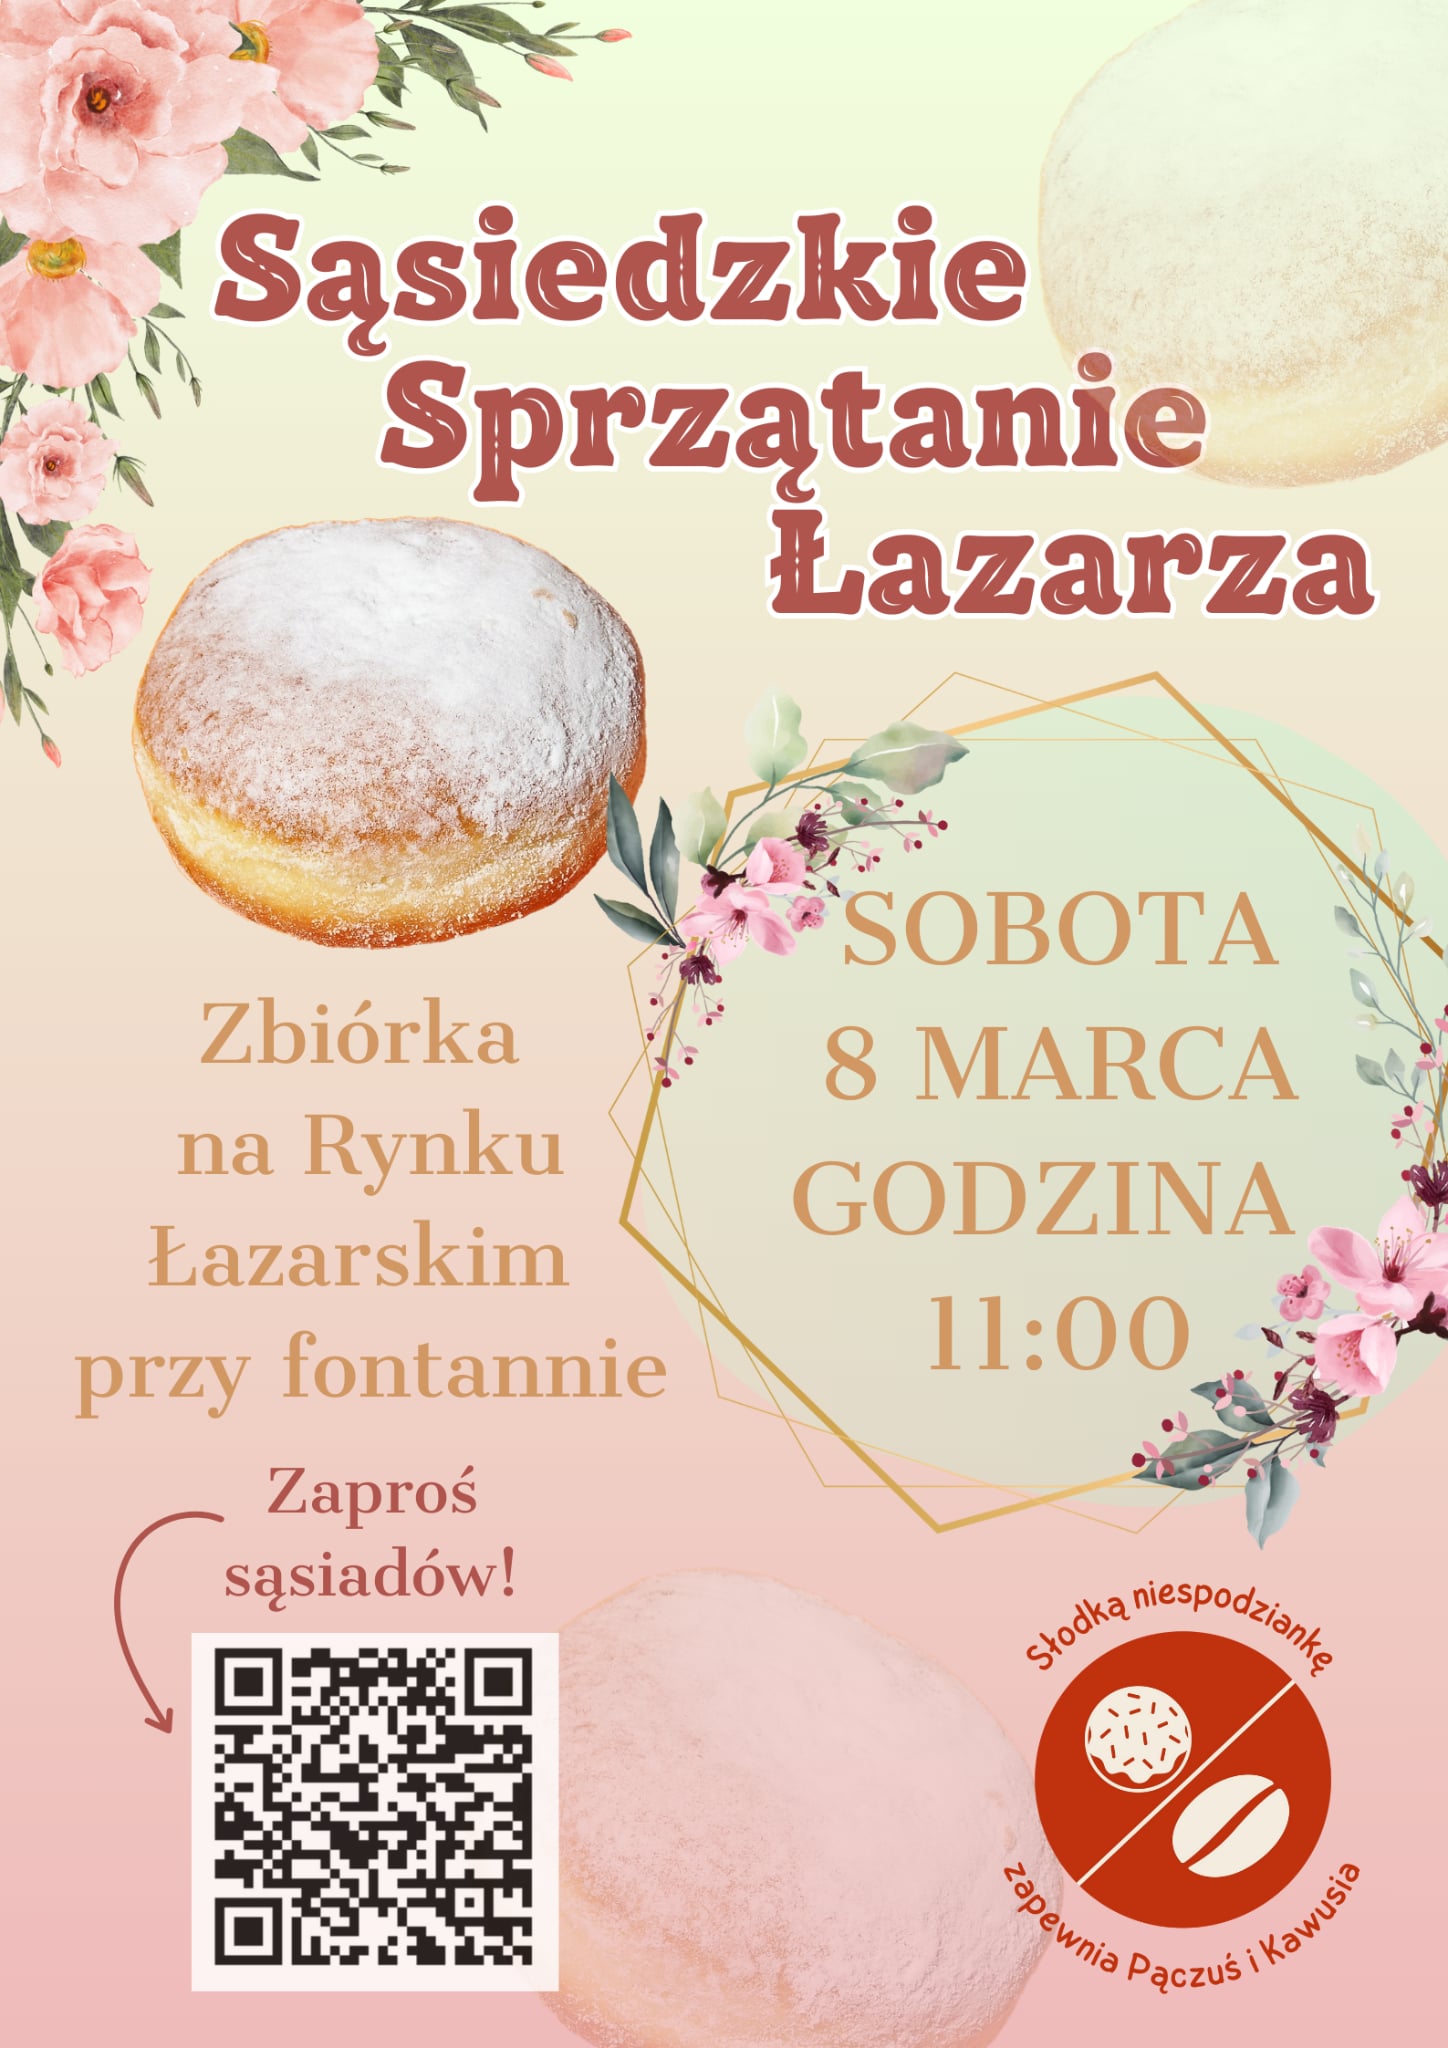 Sąsiedzkie
Sprzątanie
Łazarza
SOBOTA
8 MARCA
GODZINA
11:00
Zbiórka
na Rynku
Łazarskim
przy fontannie
Zaproś
sąsiadów!
Słodką niespodziankę
zapewnia Pączuś i Kawusia